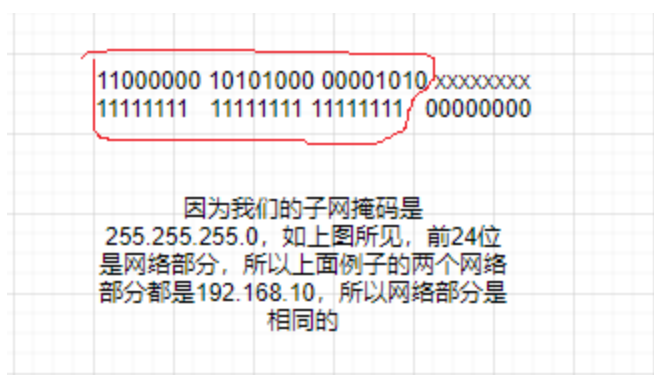 11000000 10101000 00001010 xxxxxxxx
11111111 11111111 11111111 00000000
因为我们的子网掩码是
255.255.255.0，如上图所见，前24位
是网络部分，所以上面例子的两个网络
部分都是192.168.10，所以网络部分是
相同的